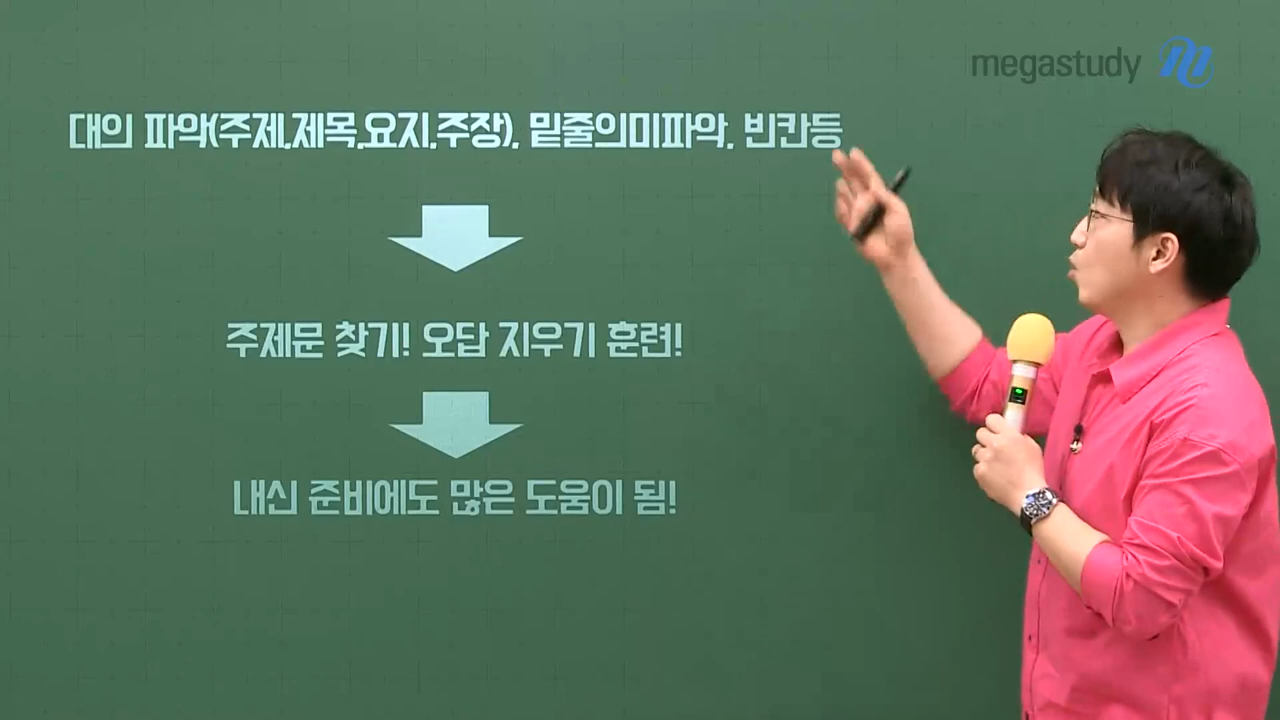 megastudy
대의 파악(주제,제목,요지,주장), 밑줄의미파악, 빈칸등
주제문 찾기! 오답 지우기 훈련!
내신 준비에도 많은 도움이 됨!